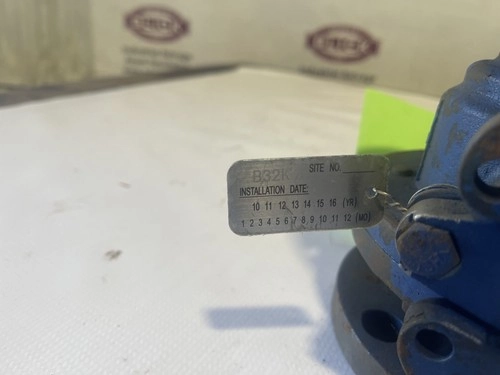 B32K SITE NO.
INSTALLATION DATE:
10 11 12 13 14 15 16 (YR)
1 2 3 4 5 6 7 8 9 10 11 12 (MO)